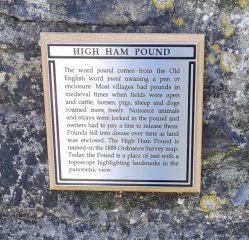 HIGH HAM POUND
The word pound comes from the Old
English word pund meaning a pen or
enclosure. Most villages had pounds in
medieval times when fields were open
and cattle, horses, pigs, sheep and dogs
roamed more freely. Nuisance animals
and strays were locked in the pound and
owners had to pay a fine to release them.
Pounds fell into disuse over time as land
was enclosed. The High Ham Pound is
named on the 1888 Ordnance Survey map.
Today the Pound is a place of rest with a
toposcope highlighting landmarks in the
panoramic view.